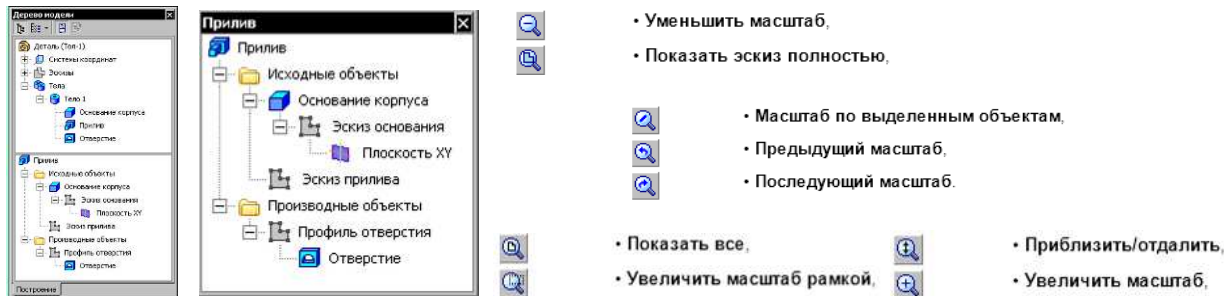 Дерево модели
Деталь (Тел-1)
Системы координат
Эскизы
Тела
Тело 1
Основание корпуса
Прилив
Отверстие
Прилив
Исходные объекты
Основание корпуса
Эскиз основания
Плоскость XY
Эскиз прилива
Производные объекты
Профиль отверстия
Отверстие
Построение
Прилив
Прилив
Исходные объекты
Основание корпуса
Эскиз основания
Плоскость XY
Эскиз прилива
Производные объекты
Профиль отверстия
Отверстие
• Уменьшить масштаб,
• Показать эскиз полностью,
• Масштаб по выделенным объектам,
• Предыдущий масштаб,
• Последующий масштаб.
• Показать все,
• Увеличить масштаб рамкой,
• Приблизить/отдалить,
• Увеличить масштаб,